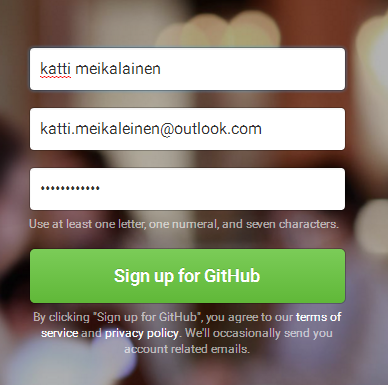 katti meikalainen
katti.meikaleinen@outlook.com
••••••••••••
Use at least one letter, one numeral, and seven characters.
Sign up for GitHub
By clicking "Sign up for GitHub", you agree to our terms of
service and privacy policy. We'll occasionally send you
account related emails.